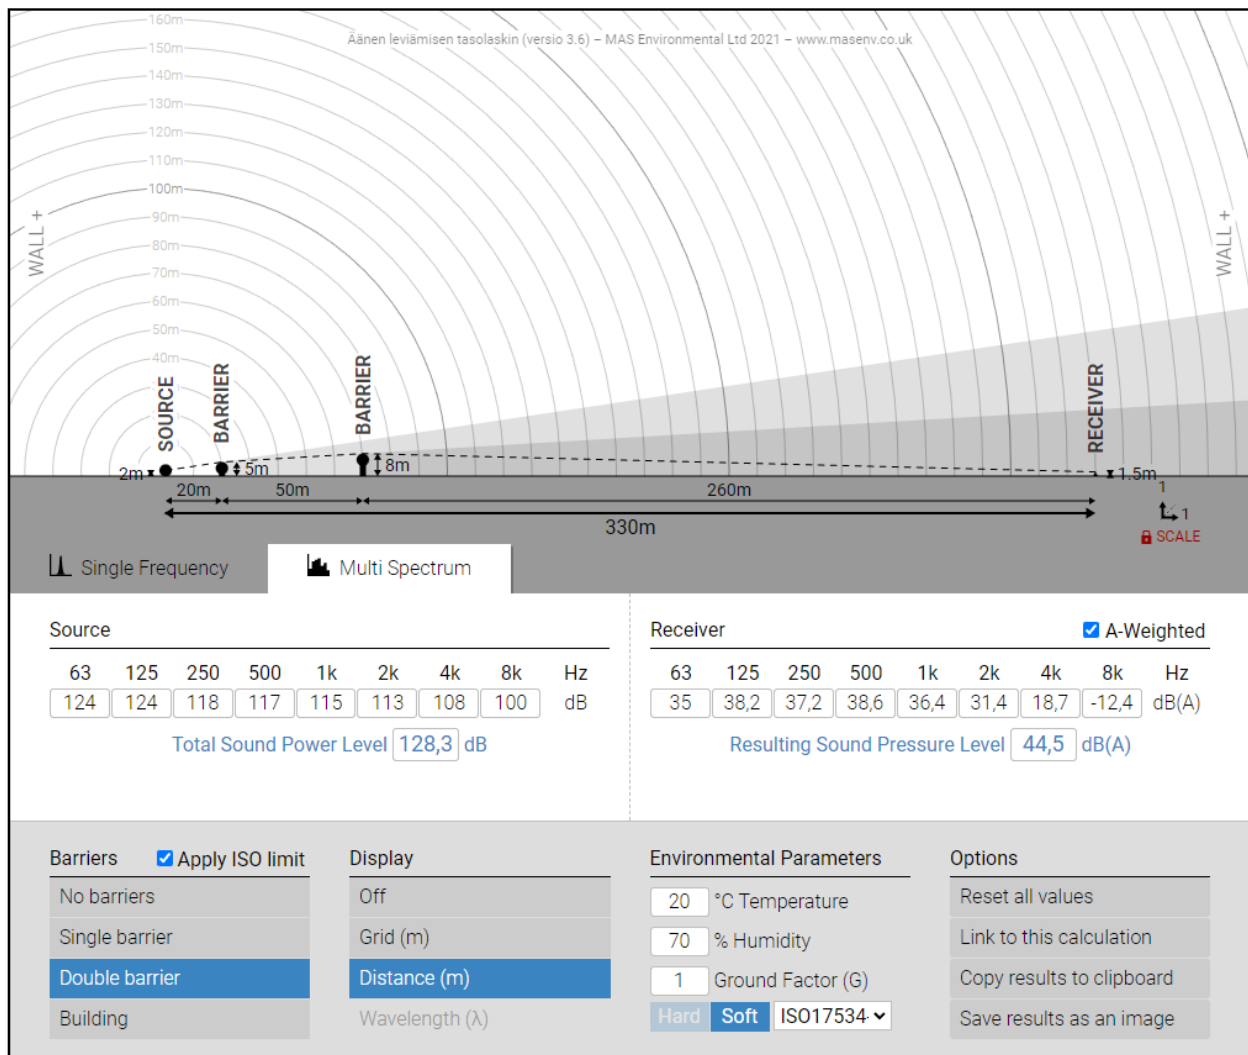 160m
Äänen leviämisen tasolaskin (versio 3.6) – MAS Environmental Ltd 2021 – www.masenv.co.uk
150m
140m
130m
120m
110m
100m
90m
WALL +
WALL +
80m
70m
60m
50m
40m
SOURCE
BARRIER
BARRIER
RECEIVER
2m
5m
8m
1.5m
20m
50m
260m
1
1
330m
SCALE
Single Frequency
Multi Spectrum
Source
Receiver
A-Weighted
63 125 250 500 1k 2k 4k 8k Hz
63 125 250 500 1k 2k 4k 8k Hz
124 124 118 117 115 113 108 100 dB
35 38,2 37,2 38,6 36,4 31,4 18,7 -12,4 dB(A)
Total Sound Power Level 128,3 dB
Resulting Sound Pressure Level 44,5 dB(A)
Barriers
Apply ISO limit
No barriers
Single barrier
Double barrier
Building
Display
Off
Grid (m)
Distance (m)
Wavelength (λ)
Environmental Parameters
20 °C Temperature
70 % Humidity
1 Ground Factor (G)
Hard Soft ISO17534-
Options
Reset all values
Link to this calculation
Copy results to clipboard
Save results as an image